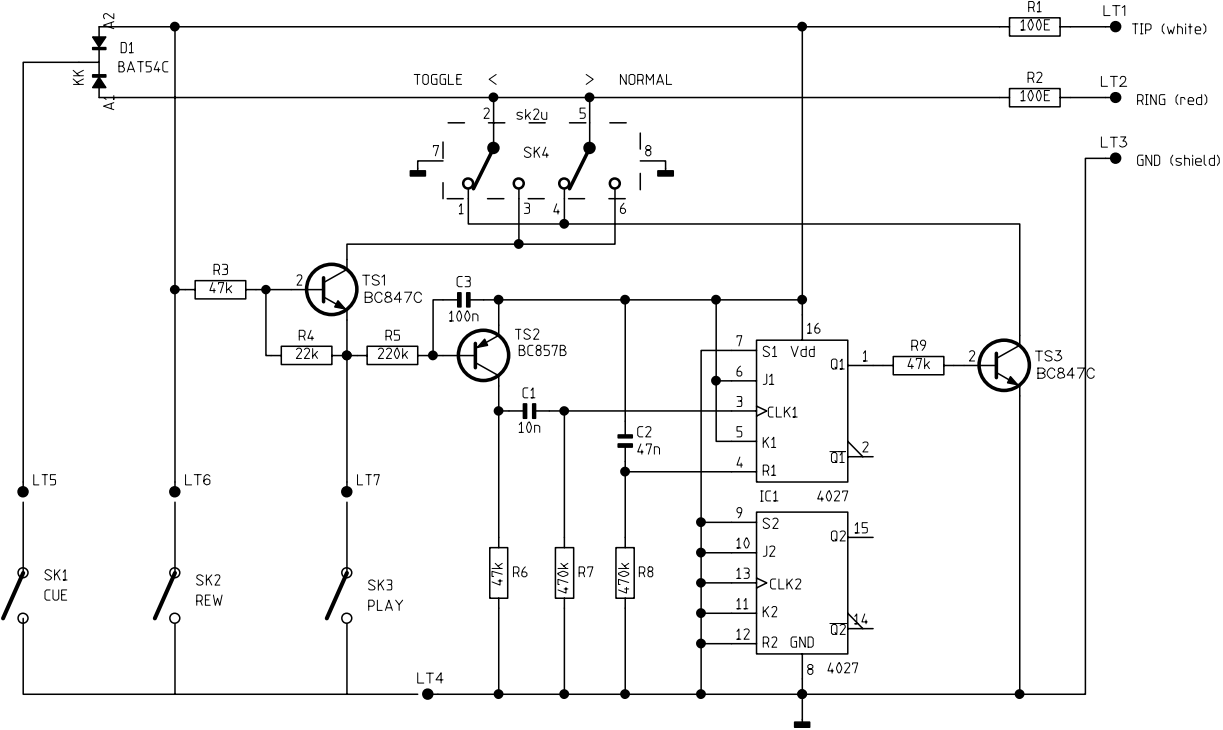 A2
R1
LT1
100E
TIP (white)
D1
BAT54C
KK
TOGGLE < > NORMAL
R2
LT2
A1
100E
RING (red)
2 sk2u 5
LT3
7 SK4 8
GND (shield)
1 3 4 6
R3
47k
2
TS1
BC847C
C3
100n
R4
22k
R5
220k
TS2
BC857B
16
7 S1 Vdd
Q1 1
R9
47k
2
TS3
BC847C
6 J1
C1
10n
3 CLK1
C2
47n
5 K1
Q1 2
4 R1
IC1 4027
LT5
LT6
LT7
9 S2
Q2 15
10 J2
SK1
CUE
SK2
REW
SK3
PLAY
47k R6
470k R7
470k R8
13 CLK2
11 K2
Q2 14
12 R2 GND
8 4027
LT4